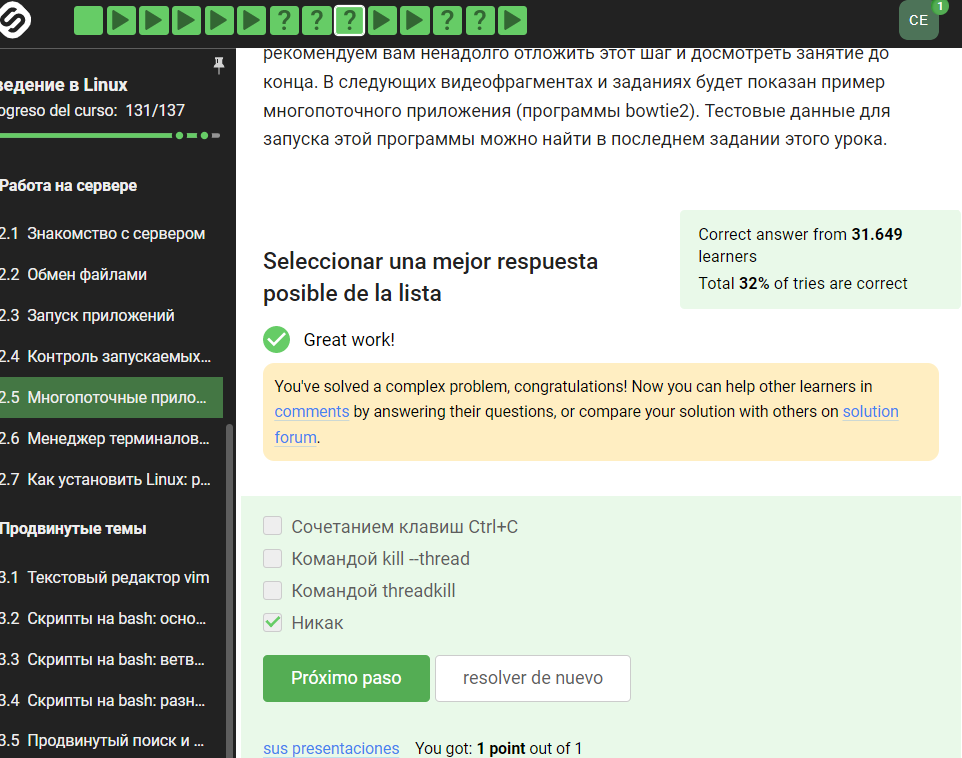 CE
1
ведение в Linux
ogreso del curso: 131/137
Работа на сервере
2.1 Знакомство с сервером
2.2 Обмен файлами
2.3 Запуск приложений
2.4 Контроль запускаемых...
2.5 Многопоточные прило...
2.6 Менеджер терминалов...
2.7 Как установить Linux: р...
Продвинутые темы
3.1 Текстовый редактор vim
3.2 Скрипты на bash: осно...
3.3 Скрипты на bash: ветв...
3.4 Скрипты на bash: разн...
3.5 Продвинутый поиск и ...
рекомендуем вам ненадолго отложить этот шаг и досмотреть занятие до
конца. В следующих видеофрагментах и заданиях будет показан пример
многопоточного приложения (программы bowtie2). Тестовые данные для
запуска этой программы можно найти в последнем задании этого урока.
Correct answer from 31.649
learners
Total 32% of tries are correct
Seleccionar una mejor respuesta
posible de la lista
Great work!
You've solved a complex problem, congratulations! Now you can help other learners in
comments by answering their questions, or compare your solution with others on solution
forum.
Сочетанием клавиш Ctrl+C
Командой kill --thread
Командой threadkill
Никак
Próximo paso
resolver de nuevo
sus presentaciones You got: 1 point out of 1